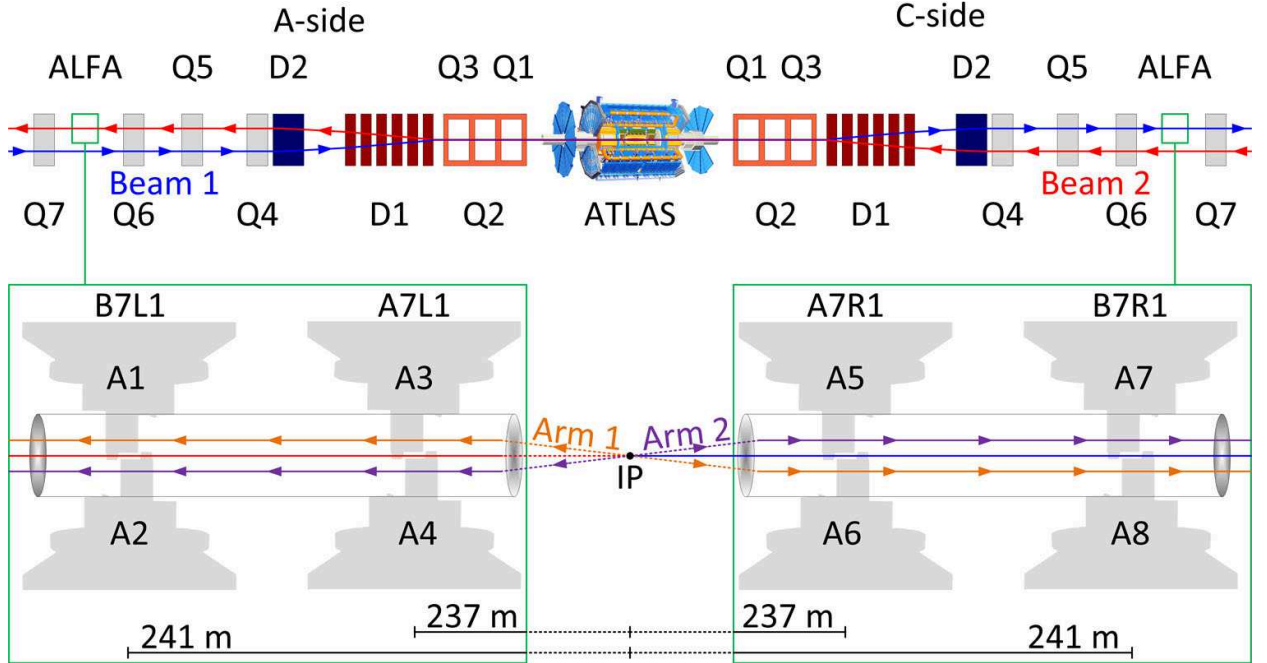 A-side C-side
ALFA Q5 D2 Q3 Q1 Q1 Q3 D2 Q5 ALFA
Beam 1 Beam 2
Q7 Q6 Q4 D1 Q2 ATLAS Q2 D1 Q4 Q6 Q7
B7L1 A7L1 A7R1 B7R1
A1 A3 A5 A7
Arm 1 Arm 2
IP
A2 A4 A6 A8
237 m 237 m
241 m 241 m